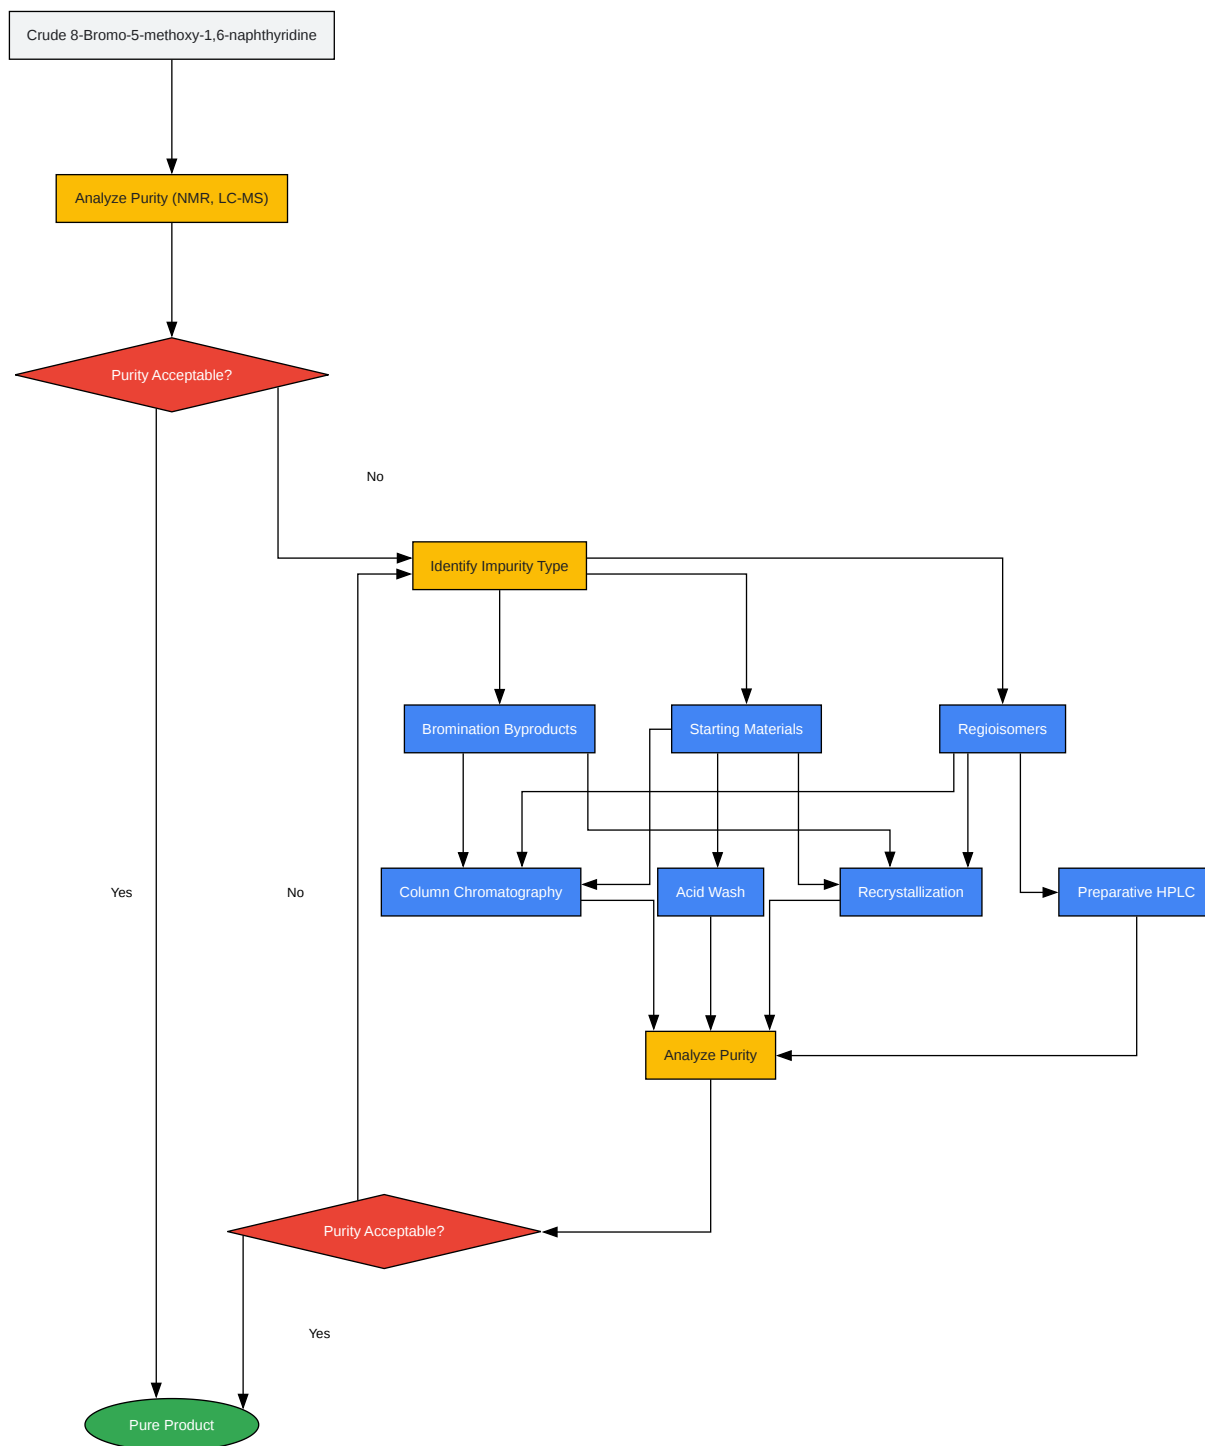 Crude 8-Bromo-5-methoxy-1,6-naphthyridine
Analyze Purity (NMR, LC-MS)
Purity Acceptable?
No
Identify Impurity Type
Bromination Byproducts
Starting Materials
Regioisomers
Yes
No
Column Chromatography
Acid Wash
Recrystallization
Preparative HPLC
Analyze Purity
Purity Acceptable?
Yes
Pure Product